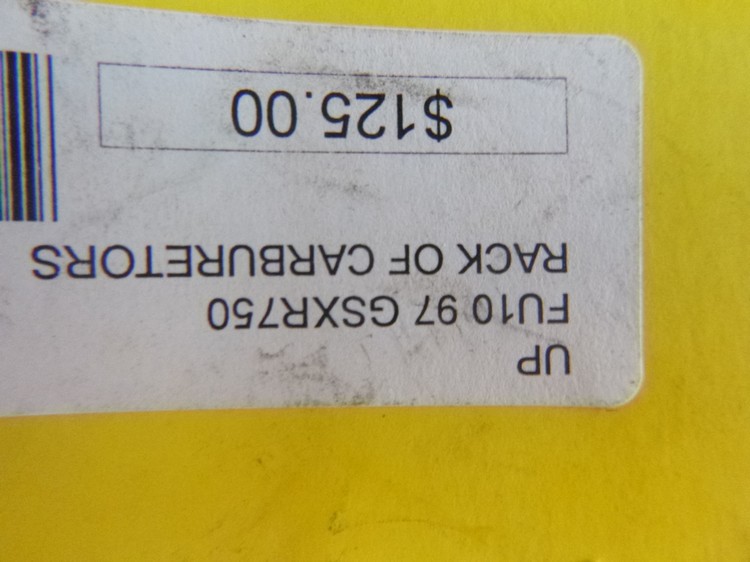 UP
FU10 97 GSXR750
RACK OF CARBURETORS
$125.00